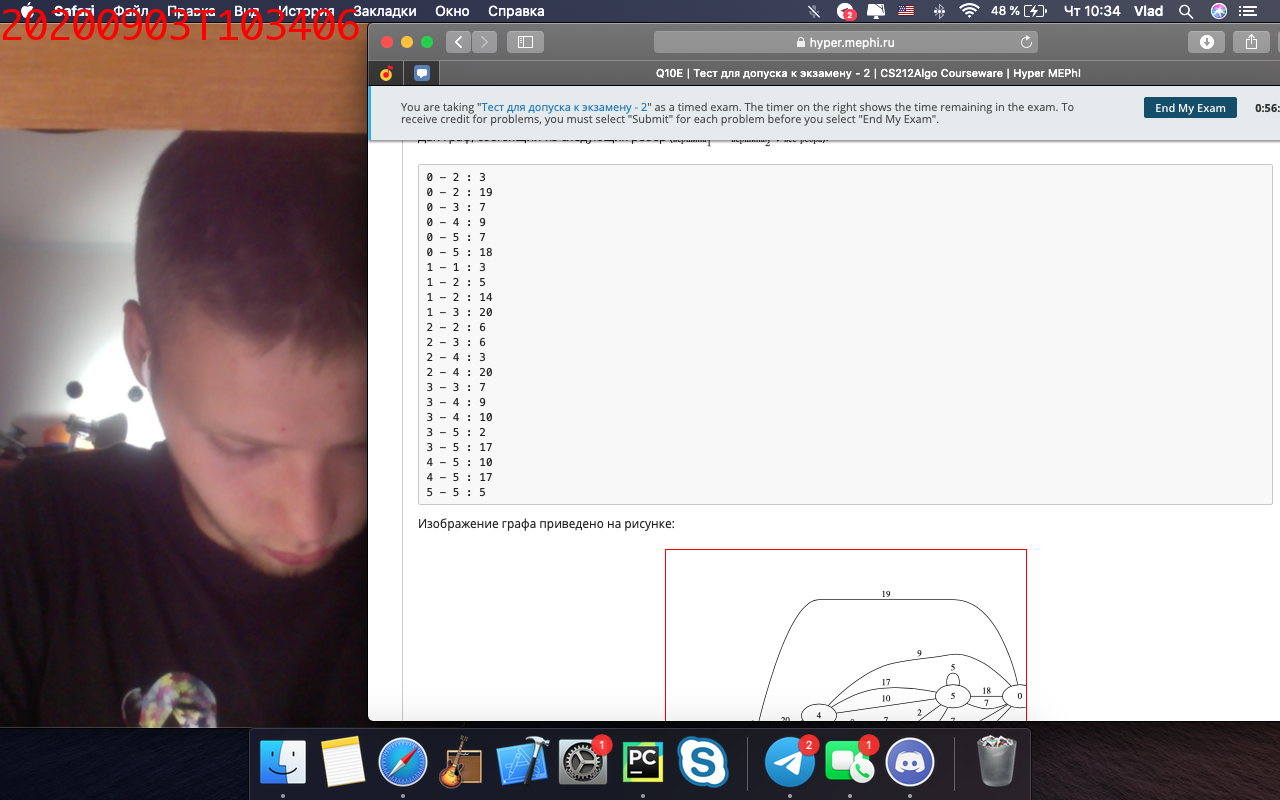 20200903T103406
Safari Файл Правка Вид История Закладки Окно Справка
2
48 %
Чт 10:34 Vlad
hyper.mephi.ru
Q10E | Тест для допуска к экзамену - 2 | CS212Algo Courseware | Hyper MEPhI
You are taking "Тест для допуска к экзамену - 2" as a timed exam. The timer on the right shows the time remaining in the exam. To
receive credit for problems, you must select "Submit" for each problem before you select "End My Exam".
End My Exam
0:56:
0 – 2 : 3
0 – 2 : 19
0 – 3 : 7
0 – 4 : 9
0 – 5 : 7
0 – 5 : 18
1 – 1 : 3
1 – 2 : 5
1 – 2 : 14
1 – 3 : 20
2 – 2 : 6
2 – 3 : 6
2 – 4 : 3
2 – 4 : 20
3 – 3 : 7
3 – 4 : 9
3 – 4 : 10
3 – 5 : 2
3 – 5 : 17
4 – 5 : 10
4 – 5 : 17
5 – 5 : 5
Изображение графа приведено на рисунке:
19
9
5
17
5
18
0
10
7
2
4
20
1
PC
S
2
1